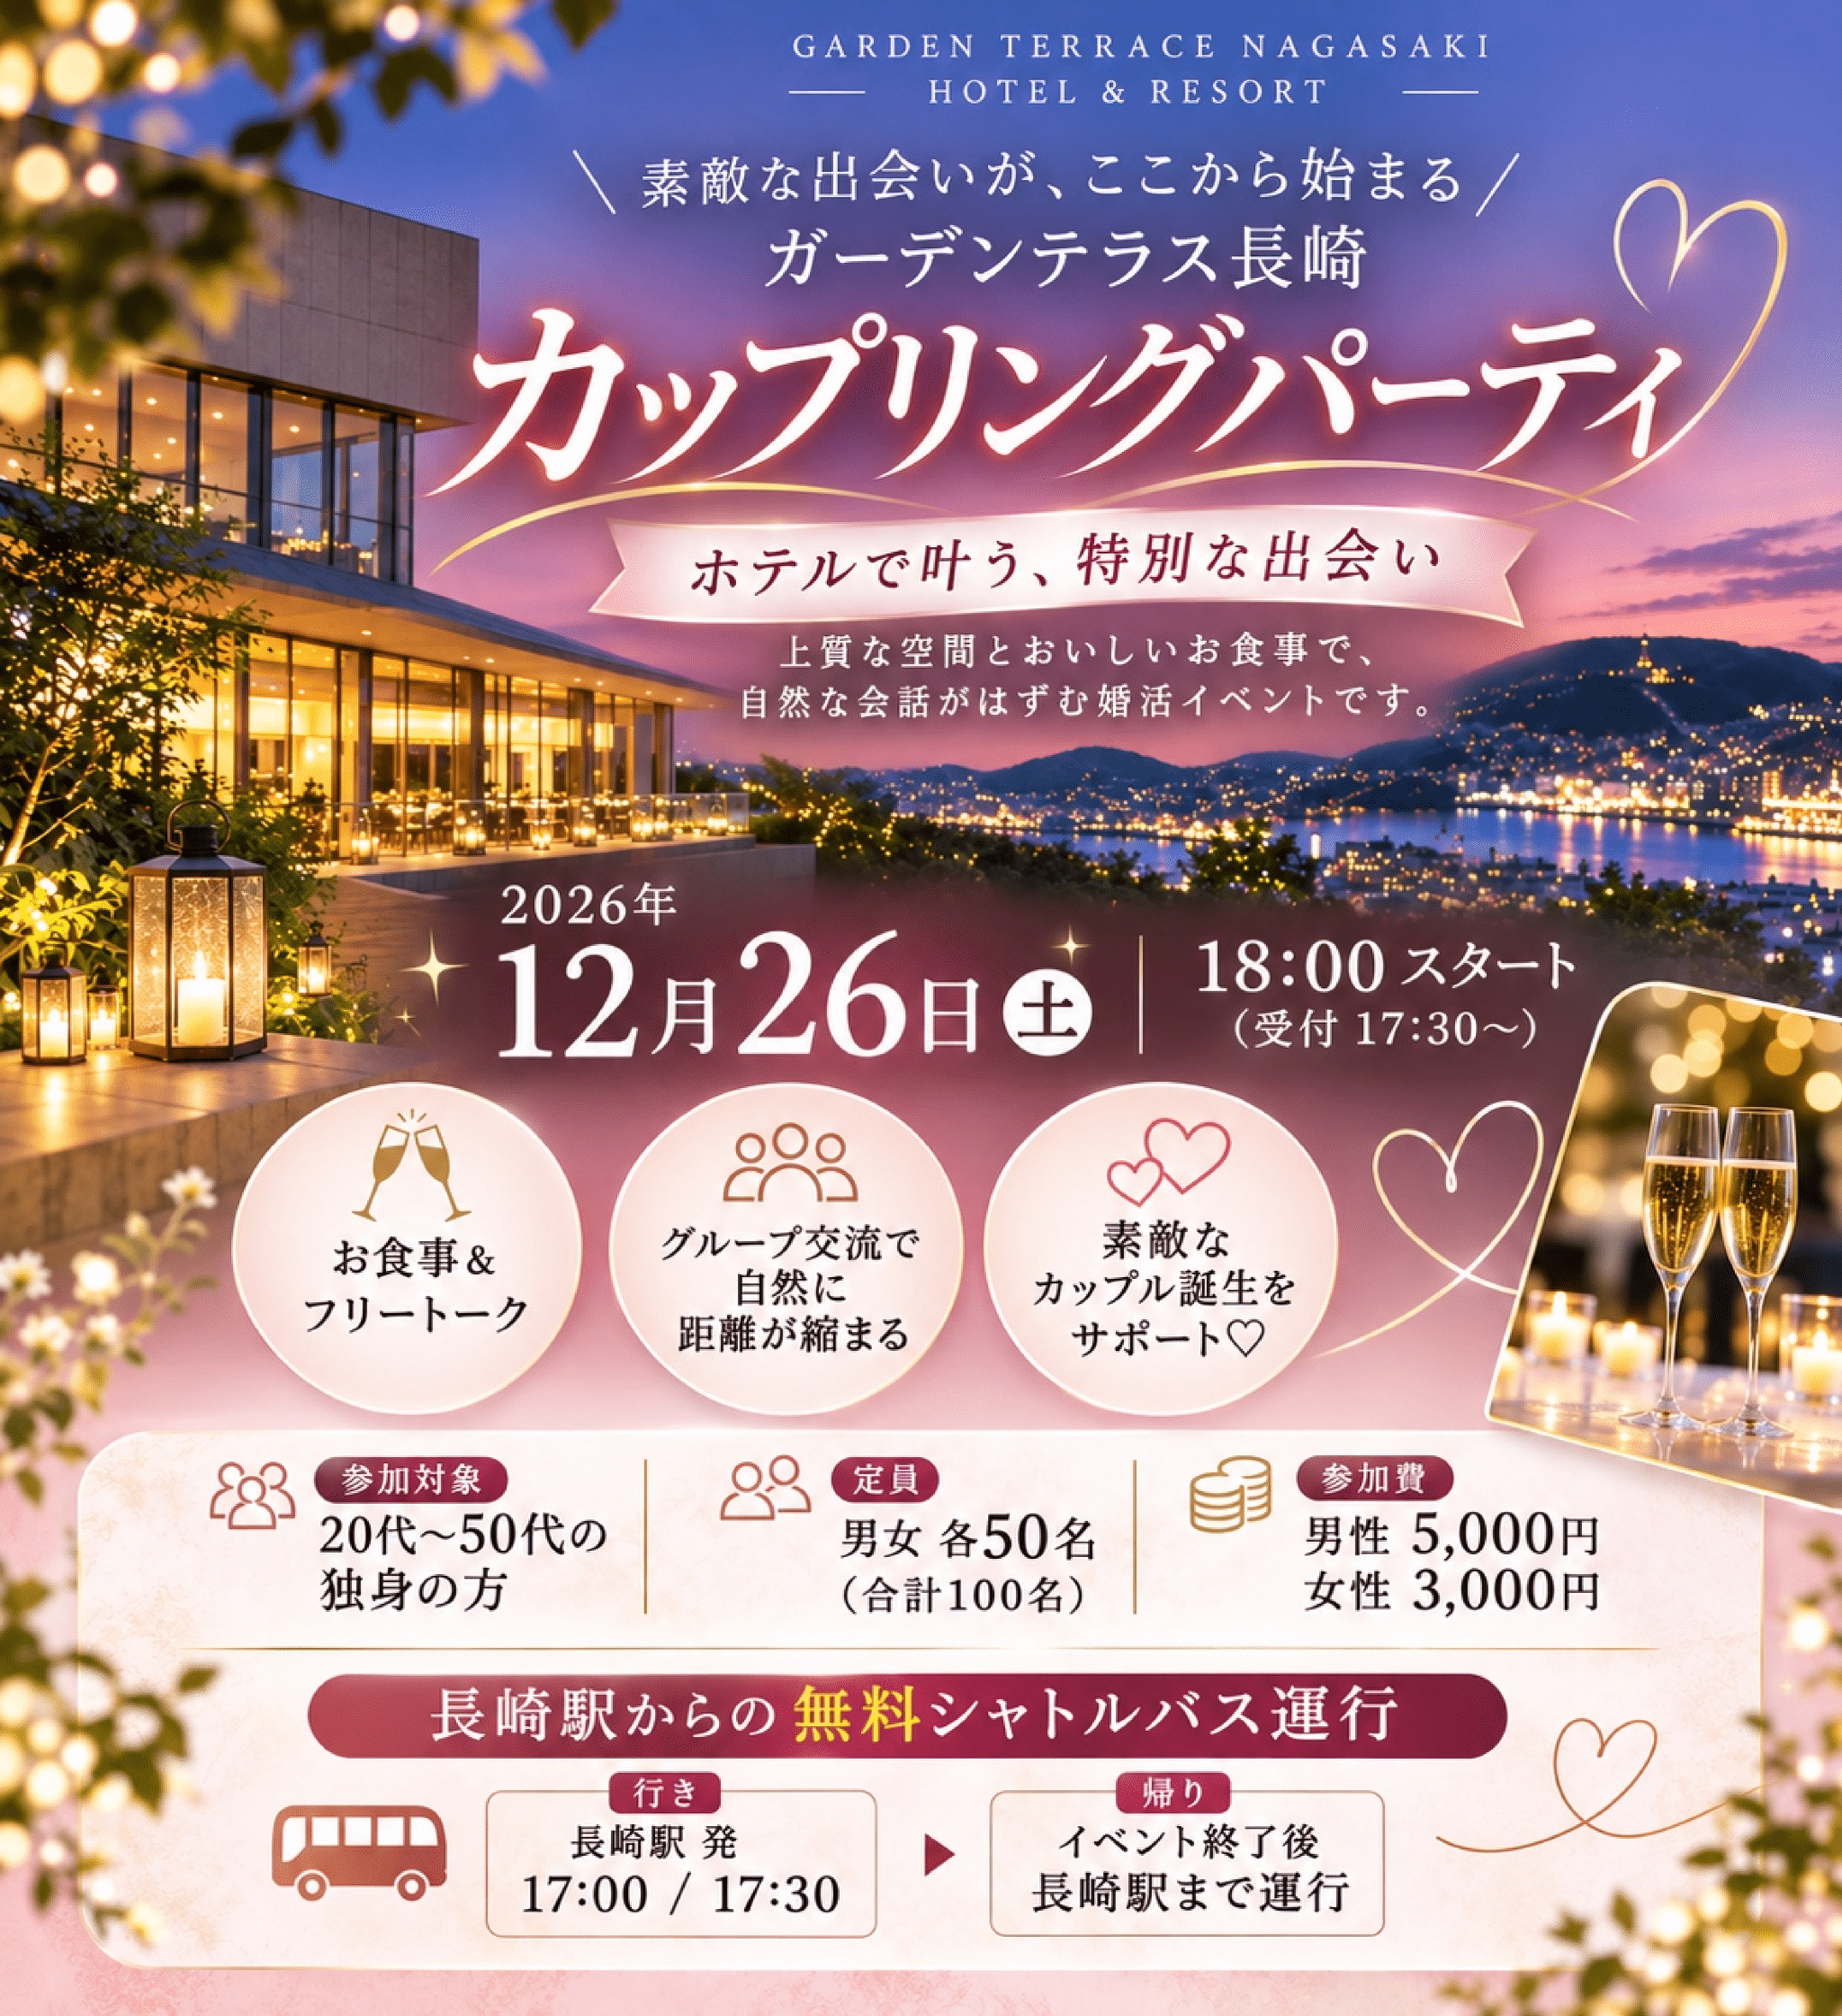 GARDEN TERRACE NAGASAKI
HOTEL & RESORT
素敵な出会いが、ここから始まる
ガーデンテラス長崎
カップリングパーティ
ホテルで叶う、特別な出会い
上質な空間とおいしいお食事で、
自然な会話がはずむ婚活イベントです。
2026年
12月26日 土
18:00 スタート
（受付 17:30〜）
お食事&
フリートーク
グループ交流で
自然に
距離が縮まる
素敵な
カップル誕生を
サポート♡
参加対象
20代〜50代の
独身の方
定員
男女 各50名
（合計100名）
参加費
男性 5,000円
女性 3,000円
長崎駅からの無料シャトルバス運行
行き
長崎駅 発
17:00 / 17:30
帰り
イベント終了後
長崎駅まで運行